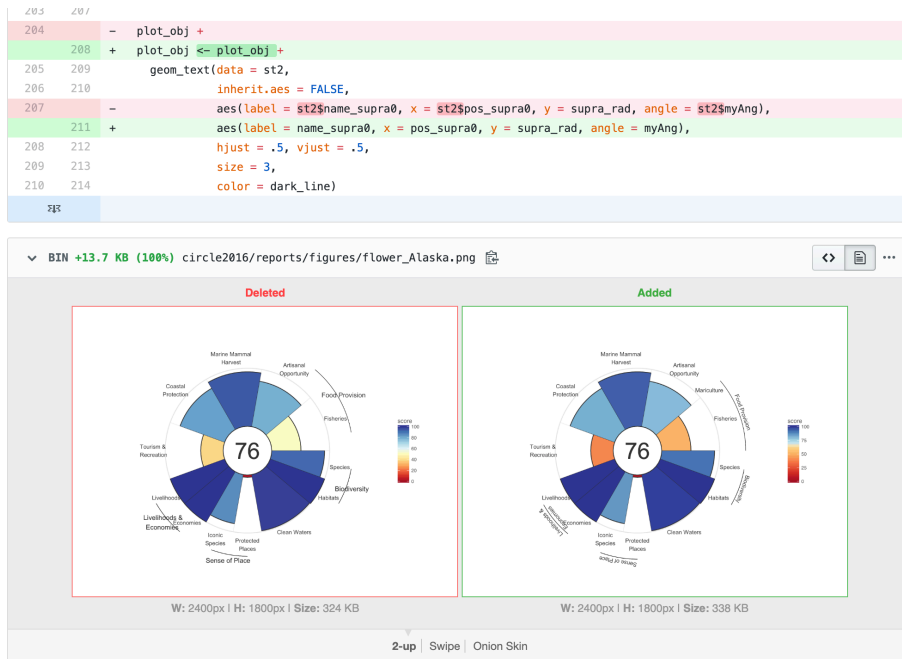 203 207
204 - plot_obj +
208 + plot_obj <- plot_obj +
205 209 geom_text(data = st2,
206 210 inherit.aes = FALSE,
207 - aes(label = st2$name_supra0, x = st2$pos_supra0, y = supra_rad, angle = st2$myAng),
211 + aes(label = name_supra0, x = pos_supra0, y = supra_rad, angle = myAng),
208 212 hjust = .5, vjust = .5,
209 213 size = 3,
210 214 color = dark_line)
BIN +13.7 KB (100%) circle2016/reports/figures/flower_Alaska.png
Deleted
Marine Mammal
Harvest
Artisanal
Opportunity
Coastal
Protection
Food Provision
Fisheries
Tourism &
Recreation
76
Species
Biodiversity
Habitats
Livelihoods
Livelihoods &
Economies
Economies
Clean Waters
Iconic
Species
Protected
Places
Sense of Place
score
100
80
60
40
20
0
W: 2400px | H: 1800px | Size: 324 KB
Added
Marine Mammal
Harvest
Artisanal
Opportunity
Mariculture
Coastal
Protection
Food Provision
Fisheries
Tourism &
Recreation
76
Species
Biodiversity
Habitats
Livelihoods
Livelihoods &
Economies
Economies
Clean Waters
Iconic
Species
Protected
Places
Sense of Place
score
100
75
50
25
0
W: 2400px | H: 1800px | Size: 338 KB
2-up Swipe Onion Skin